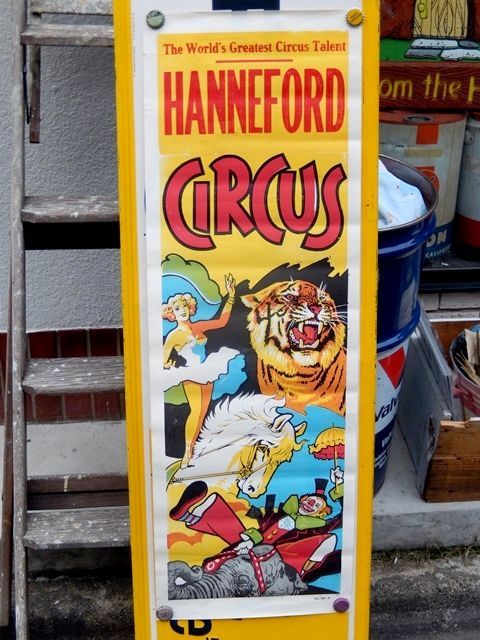 The World's Greatest Circus Talent
HANNEFORD
CIRCUS
om the H